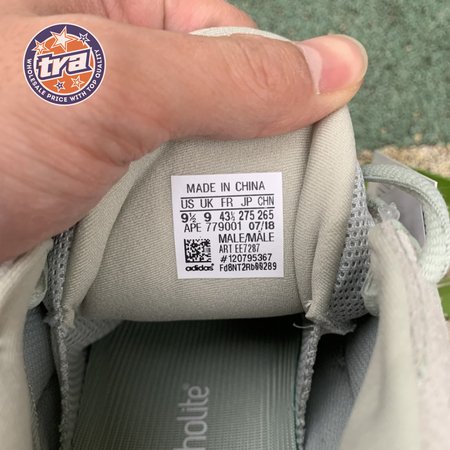 tra
WHOLESALE PRICE WITH TOP QUALITY
MADE IN CHINA
US UK FR JP CHN
9½ 9 43⅓ 275 265
APE 779001 07/18
MALE/MÂLE
ART EE7287
#120795367
adidas Fd8NT2Rb00289
holite